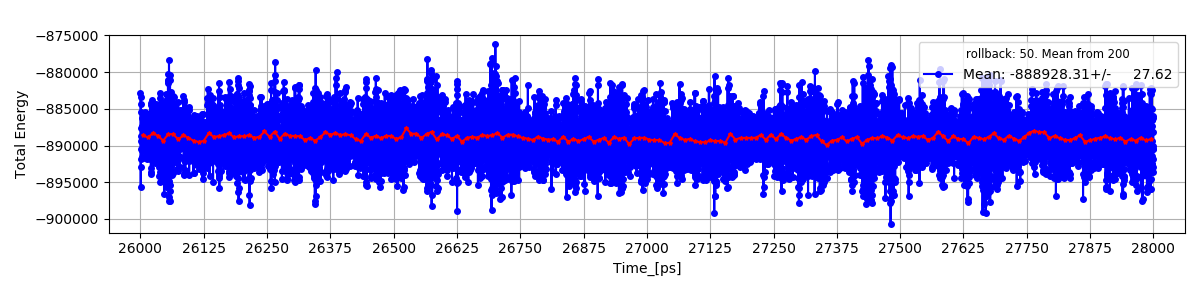 −875000
−880000
−885000
−890000
−895000
−900000
Total Energy
rollback: 50. Mean from 200
Mean: -888928.31+/- 27.62
26000 26125 26250 26375 26500 26625 26750 26875 27000 27125 27250 27375 27500 27625 27750 27875 28000
Time_[ps]